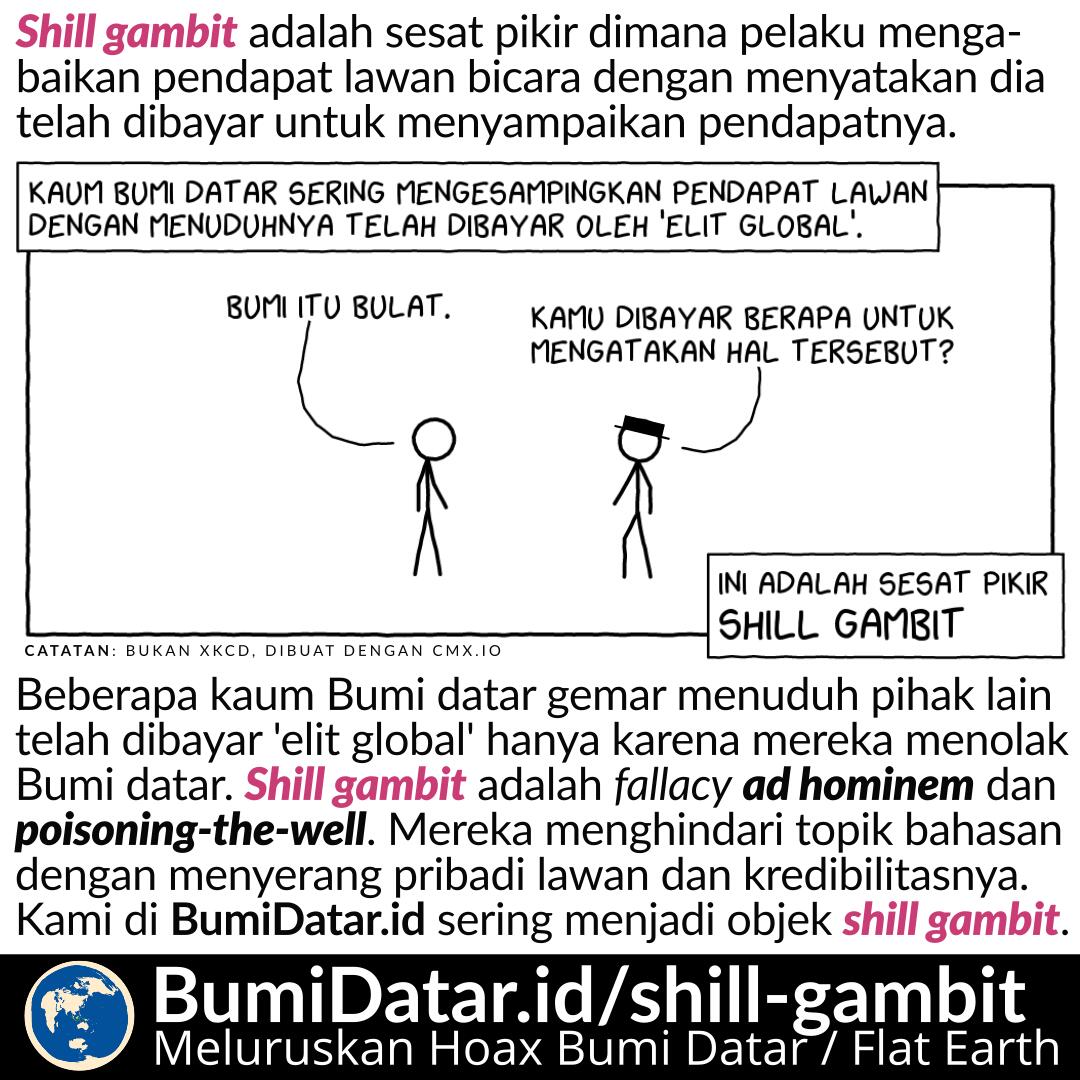 Shill gambit adalah sesat pikir dimana pelaku menga-
baikan pendapat lawan bicara dengan menyatakan dia
telah dibayar untuk menyampaikan pendapatnya.
KAUM BUMI DATAR SERING MENGESAMPINGKAN PENDAPAT LAWAN
DENGAN MENUDUHNYA TELAH DIBAYAR OLEH 'ELIT GLOBAL'.
BUMI ITU BULAT.
KAMU DIBAYAR BERAPA UNTUK
MENGATAKAN HAL TERSEBUT?
INI ADALAH SESAT PIKIR
SHILL GAMBIT
CATATAN: BUKAN XKCD, DIBUAT DENGAN CMX.IO
Beberapa kaum Bumi datar gemar menuduh pihak lain
telah dibayar 'elit global' hanya karena mereka menolak
Bumi datar. Shill gambit adalah fallacy ad hominem dan
poisoning-the-well. Mereka menghindari topik bahasan
dengan menyerang pribadi lawan dan kredibilitasnya.
Kami di BumiDatar.id sering menjadi objek shill gambit.
BumiDatar.id/shill-gambit
Meluruskan Hoax Bumi Datar / Flat Earth